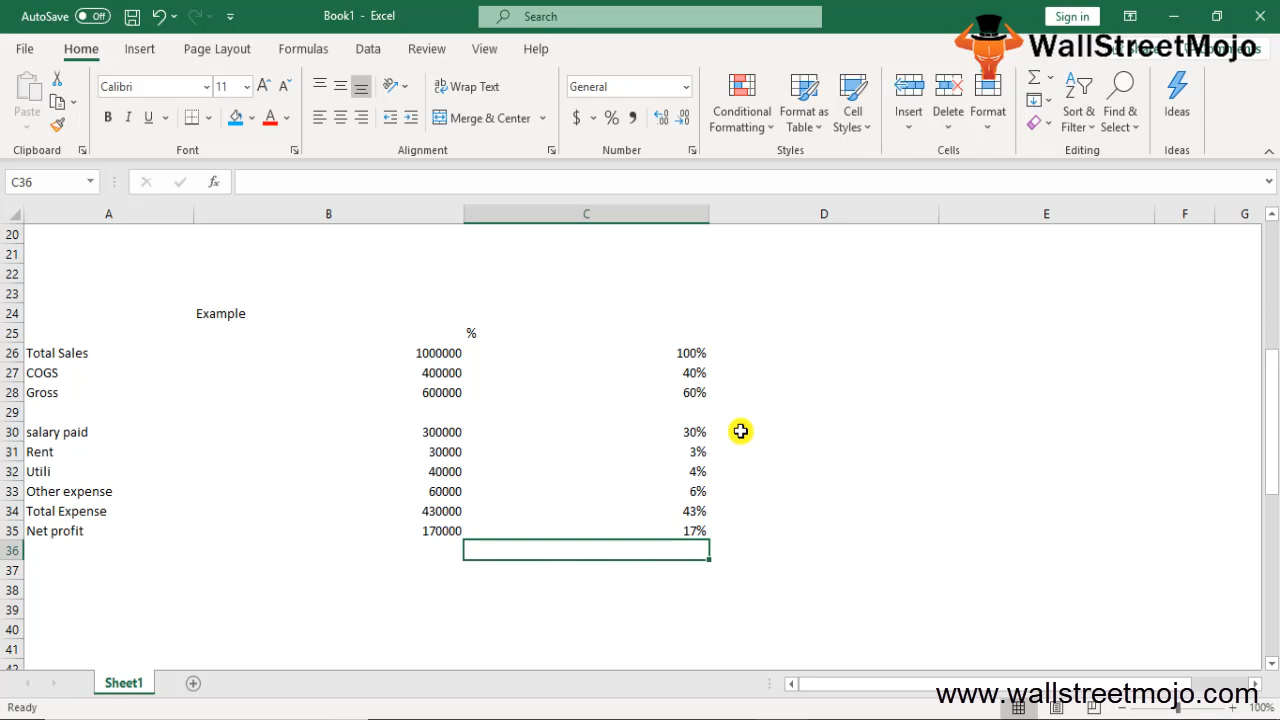 AutoSave Off Book1 - Excel Search Sign in
File Home Insert Page Layout Formulas Data Review View Help WallStreetMojo
Paste Calibri 11 Wrap Text General Conditional Formatting Format as Table Cell Styles Insert Delete Format Sort & Filter Find & Select Ideas
B I U Merge & Center $ %
Clipboard Font Alignment Number Styles Cells Editing Ideas
C36 fx
A B C D E F G
20
21
22
23
24 Example
25 %
26 Total Sales 1000000 100%
27 COGS 400000 40%
28 Gross 600000 60%
29
30 salary paid 300000 30%
31 Rent 30000 3%
32 Utili 40000 4%
33 Other expense 60000 6%
34 Total Expense 430000 43%
35 Net profit 170000 17%
36
37
38
39
40
41
42
Sheet1
Ready 100%
www.wallstreetmojo.com